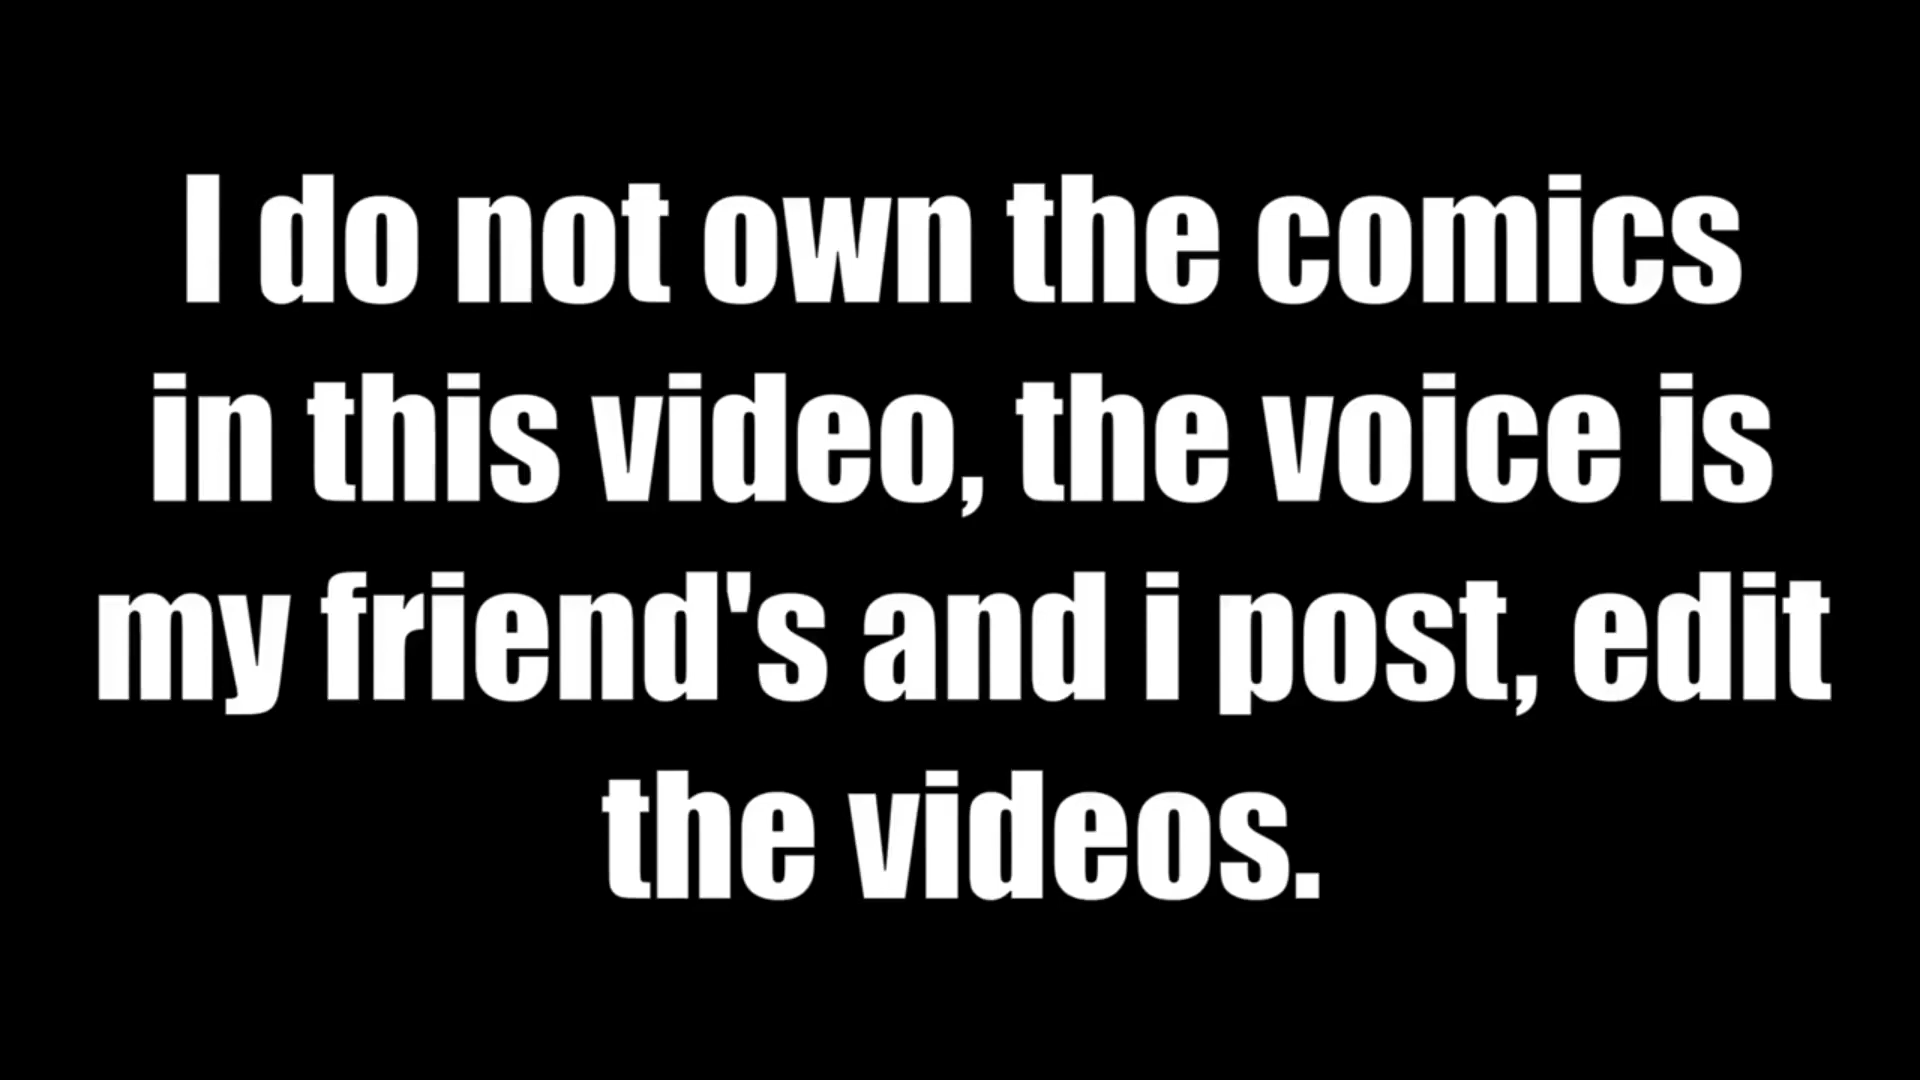 I do not own the comics
in this video, the voice is
my friend's and i post, edit
the videos.